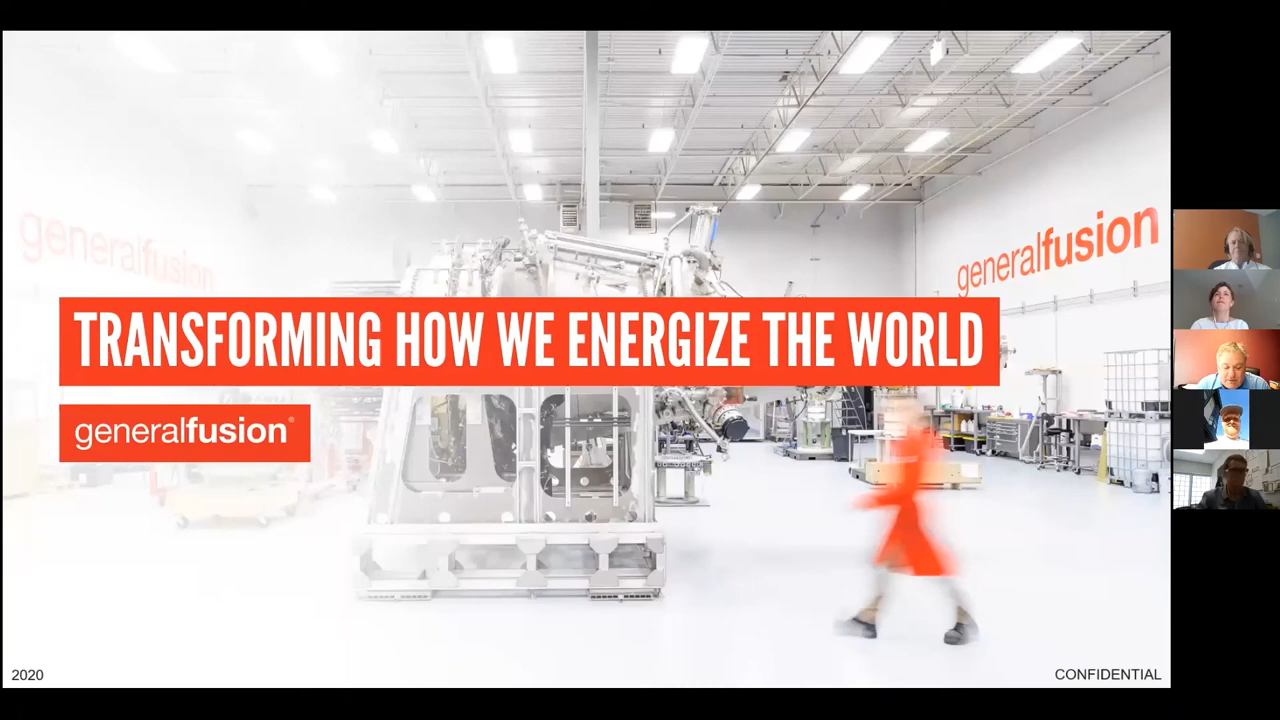 generalfusion
generalfusion
TRANSFORMING HOW WE ENERGIZE THE WORLD
generalfusion®
2020
CONFIDENTIAL